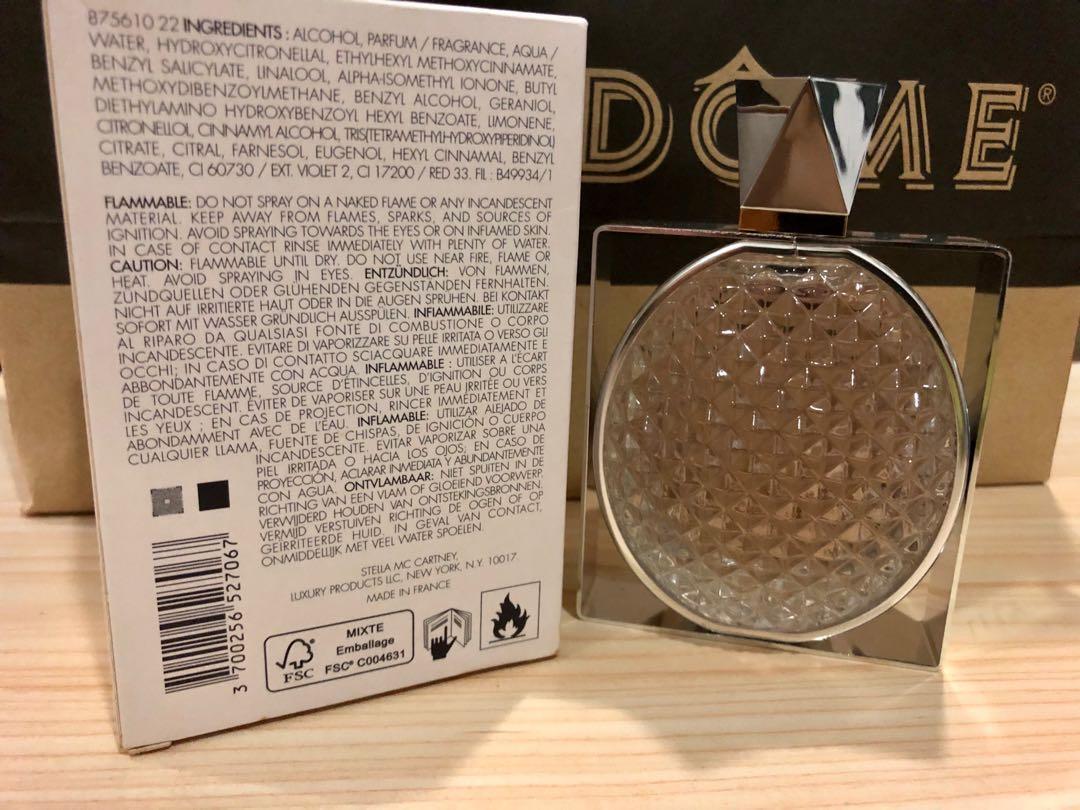 875610 22 INGREDIENTS : ALCOHOL, PARFUM / FRAGRANCE, AQUA /
WATER, HYDROXYCITRONELLAL, ETHYLHEXYL METHOXYCINNAMATE,
BENZYL SALICYLATE, LINALOOL, ALPHA-ISOMETHYL IONONE, BUTYL
METHOXYDIBENZOYLMETHANE, BENZYL ALCOHOL, GERANIOL,
DIETHYLAMINO HYDROXYBENZOYL HEXYL BENZOATE, LIMONENE,
CITRONELLOL, CINNAMYL ALCOHOL, TRIS(TETRAMETHYLHYDROXYPIPERIDINOL)
CITRATE, CITRAL, FARNESOL, EUGENOL, HEXYL CINNAMAL, BENZYL
BENZOATE, CI 60730 / EXT. VIOLET 2, CI 17200 / RED 33. FIL : B49934/1
FLAMMABLE: DO NOT SPRAY ON A NAKED FLAME OR ANY INCANDESCENT
MATERIAL. KEEP AWAY FROM FLAMES, SPARKS, AND SOURCES OF
IGNITION. AVOID SPRAYING TOWARDS THE EYES OR ON INFLAMED SKIN.
IN CASE OF CONTACT RINSE IMMEDIATELY WITH PLENTY OF WATER.
CAUTION: FLAMMABLE UNTIL DRY. DO NOT USE NEAR FIRE, FLAME OR
HEAT. AVOID SPRAYING IN EYES. ENTZÜNDLICH: VON FLAMMEN,
ZUNDQUELLEN ODER GLÜHENDEN GEGENSTÄNDEN FERNHALTEN.
NICHT AUF IRRITIERTE HAUT ODER IN DIE AUGEN SPRÜHEN. BEI KONTAKT
SOFORT MIT WASSER GRÜNDLICH AUSSPÜLEN. INFIAMMABILE: UTILIZZARE
AL RIPARO DA QUALSIASI FONTE DI COMBUSTIONE O CORPO
INCANDESCENTE. EVITARE DI VAPORIZZARE SU PELLE IRRITATA O VERSO GLI
OCCHI; IN CASO DI CONTATTO SCIACQUARE IMMEDIATAMENTE E
ABBONDANTEMENTE CON ACQUA. INFLAMMABLE : UTILISER A L'ÉCART
DE TOUTE FLAMME, SOURCE D'ÉTINCELLES, D'IGNITION OU CORPS
INCANDESCENT. ÉVITER DE VAPORISER SUR UNE PEAU IRRITÉE OU VERS
LES YEUX ; EN CAS DE PROJECTION, RINCER IMMÉDIATEMENT ET
ABONDAMMENT AVEC DE L'EAU. INFLAMABLE: UTILIZAR ALEJADO DE
CUALQUIER LLAMA, FUENTE DE CHISPAS, DE IGNICIÓN O CUERPO
INCANDESCENTE. EVITAR VAPORIZAR SOBRE UNA
PIEL IRRITADA O HACIA LOS OJOS, EN CASO DE
PROYECCIÓN, ACLARAR INMEDIATA Y ABUNDANTEMENTE
CON AGUA. ONTVLAMBAAR: NIET SPUITEN IN DE
RICHTING VAN EEN VLAM OF GLOEIEND VOORWERP.
VERWIJDERD HOUDEN VAN ONTSTEKINGSBRONNEN.
VERMIJD VERSTUIVEN RICHTING DE OGEN OF OP
GEÏRRITEERDE HUID. IN GEVAL VAN CONTACT,
ONMIDDELLIJK MET VEEL WATER SPOELEN.
STELLA MC CARTNEY,
LUXURY PRODUCTS LLC, NEW YORK, N.Y. 10017
MADE IN FRANCE
FSC
MIXTE
Emballage
FSC® C004631
3 700256 527067
DÔME®